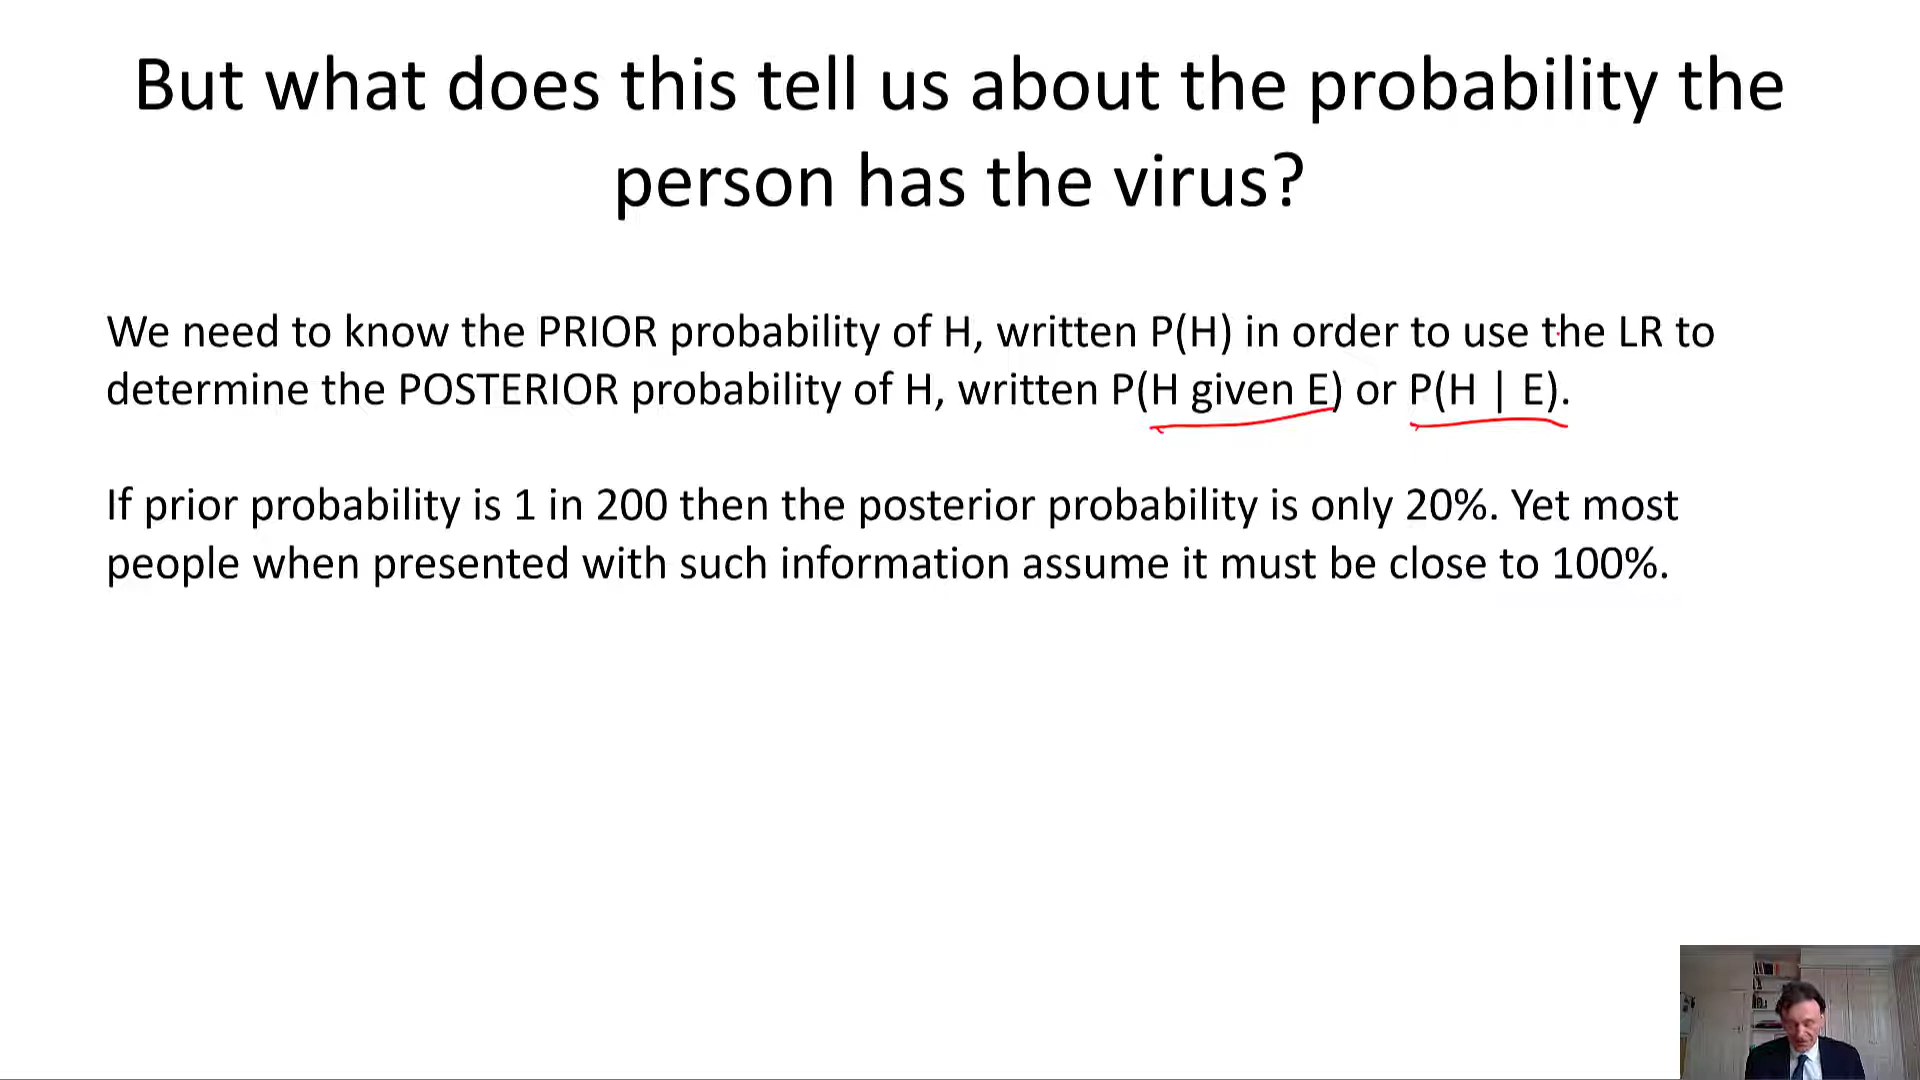 But what does this tell us about the probability the
person has the virus?
We need to know the PRIOR probability of H, written P(H) in order to use the LR to
determine the POSTERIOR probability of H, written P(H given E) or P(H | E).
If prior probability is 1 in 200 then the posterior probability is only 20%. Yet most
people when presented with such information assume it must be close to 100%.